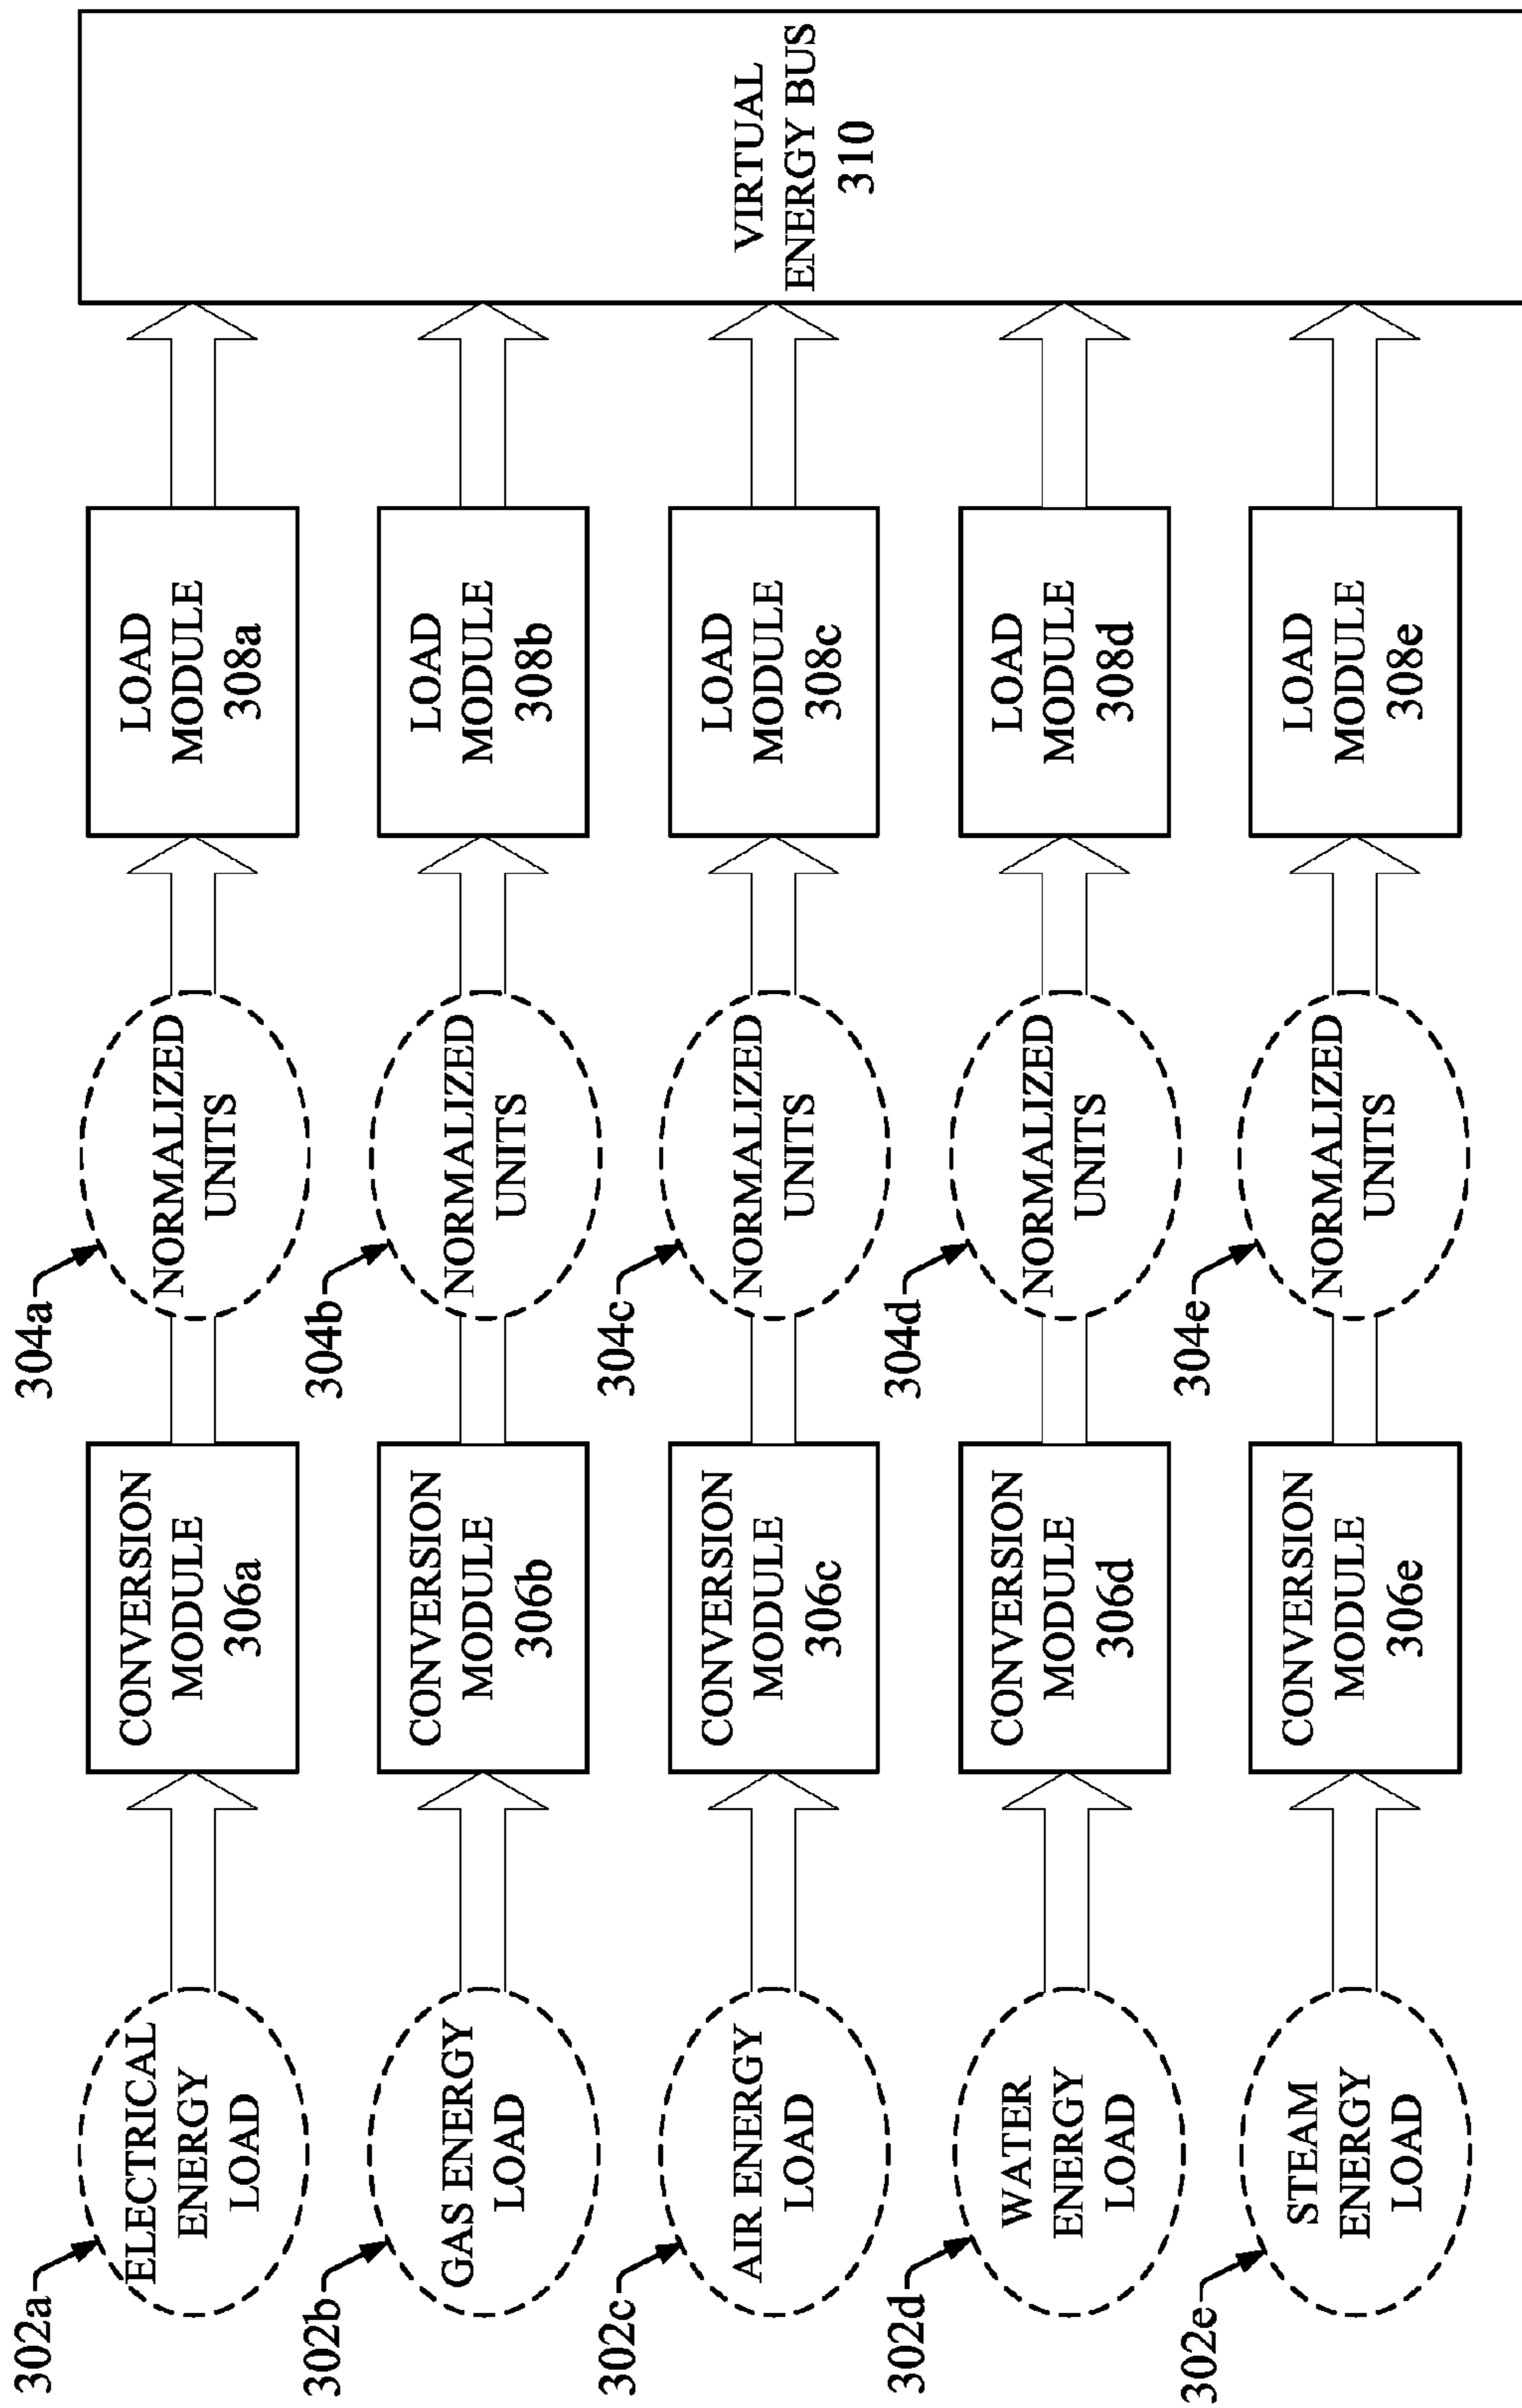 302a
ELECTRICAL
ENERGY
LOAD
CONVERSION
MODULE
306a
304a
NORMALIZED
UNITS
LOAD
MODULE
308a
302b
GAS ENERGY
LOAD
CONVERSION
MODULE
306b
304b
NORMALIZED
UNITS
LOAD
MODULE
308b
302c
AIR ENERGY
LOAD
CONVERSION
MODULE
306c
304c
NORMALIZED
UNITS
LOAD
MODULE
308c
302d
WATER
ENERGY
LOAD
CONVERSION
MODULE
306d
304d
NORMALIZED
UNITS
LOAD
MODULE
308d
302e
STEAM
ENERGY
LOAD
CONVERSION
MODULE
306e
304e
NORMALIZED
UNITS
LOAD
MODULE
308e
VIRTUAL
ENERGY BUS
310